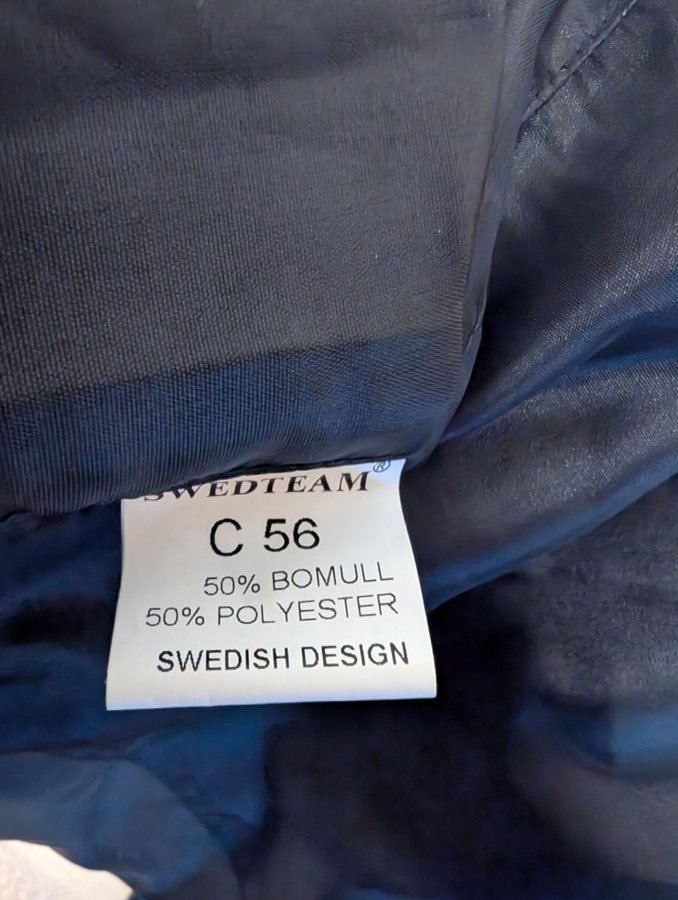 SWEDTEAM®
C 56
50% BOMULL
50% POLYESTER
SWEDISH DESIGN